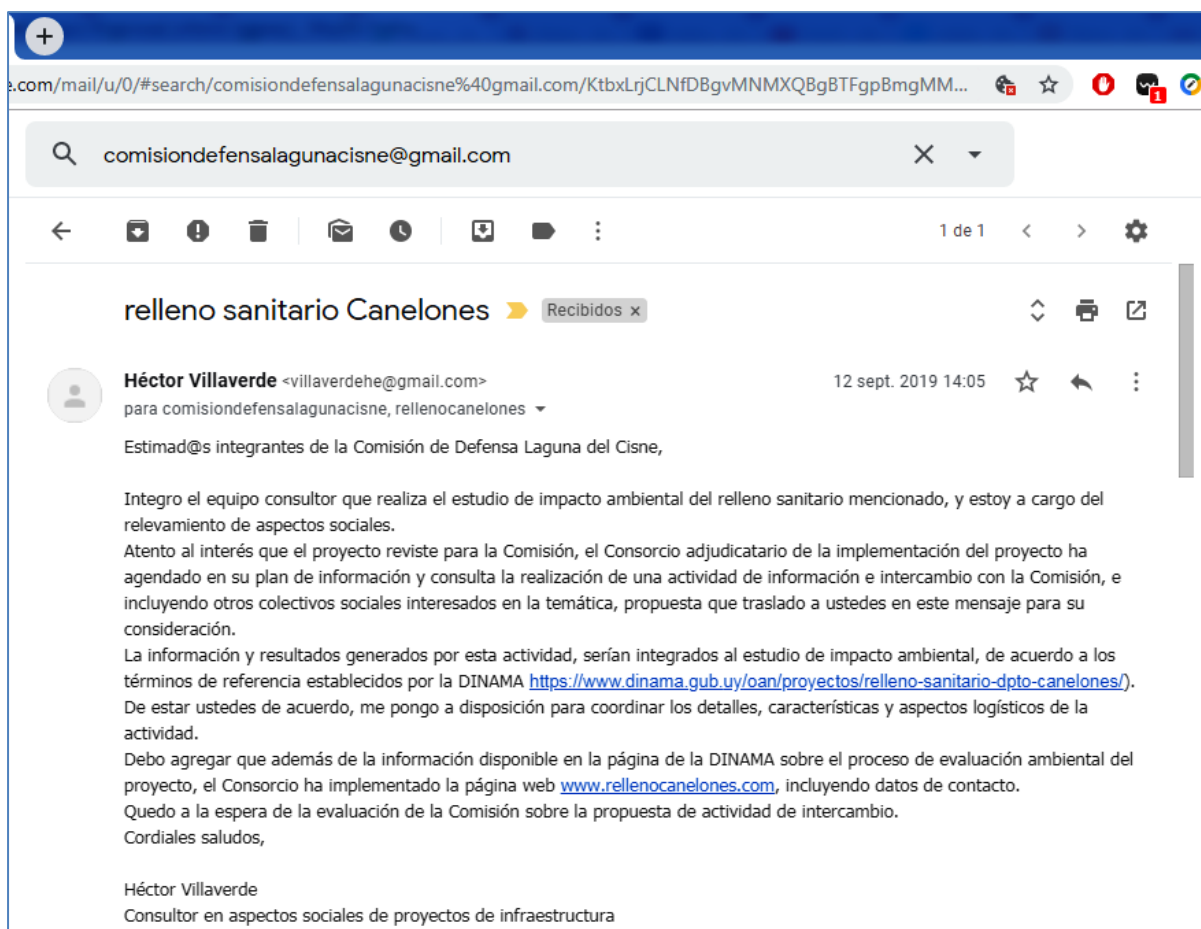 e.com/mail/u/0/#search/comisiondefensalagunacisne%40gmail.com/KtbxLrjCLNfDBgvMNMXQBgBTFgpBmgMM...
1
comisiondefensalagunacisne@gmail.com
1 de 1
relleno sanitario Canelones
Recibidos x
Héctor Villaverde <villaverdehe@gmail.com>
12 sept. 2019 14:05
para comisiondefensalagunacisne, rellenocanelones
Estimad@s integrantes de la Comisión de Defensa Laguna del Cisne,
Integro el equipo consultor que realiza el estudio de impacto ambiental del relleno sanitario mencionado, y estoy a cargo del
relevamiento de aspectos sociales.
Atento al interés que el proyecto reviste para la Comisión, el Consorcio adjudicatario de la implementación del proyecto ha
agendado en su plan de información y consulta la realización de una actividad de información e intercambio con la Comisión, e
incluyendo otros colectivos sociales interesados en la temática, propuesta que traslado a ustedes en este mensaje para su
consideración.
La información y resultados generados por esta actividad, serían integrados al estudio de impacto ambiental, de acuerdo a los
términos de referencia establecidos por la DINAMA https://www.dinama.gub.uy/oan/proyectos/relleno-sanitario-dpto-canelones/).
De estar ustedes de acuerdo, me pongo a disposición para coordinar los detalles, características y aspectos logísticos de la
actividad.
Debo agregar que además de la información disponible en la página de la DINAMA sobre el proceso de evaluación ambiental del
proyecto, el Consorcio ha implementado la página web www.rellenocanelones.com, incluyendo datos de contacto.
Quedo a la espera de la evaluación de la Comisión sobre la propuesta de actividad de intercambio.
Cordiales saludos,
Héctor Villaverde
Consultor en aspectos sociales de proyectos de infraestructura